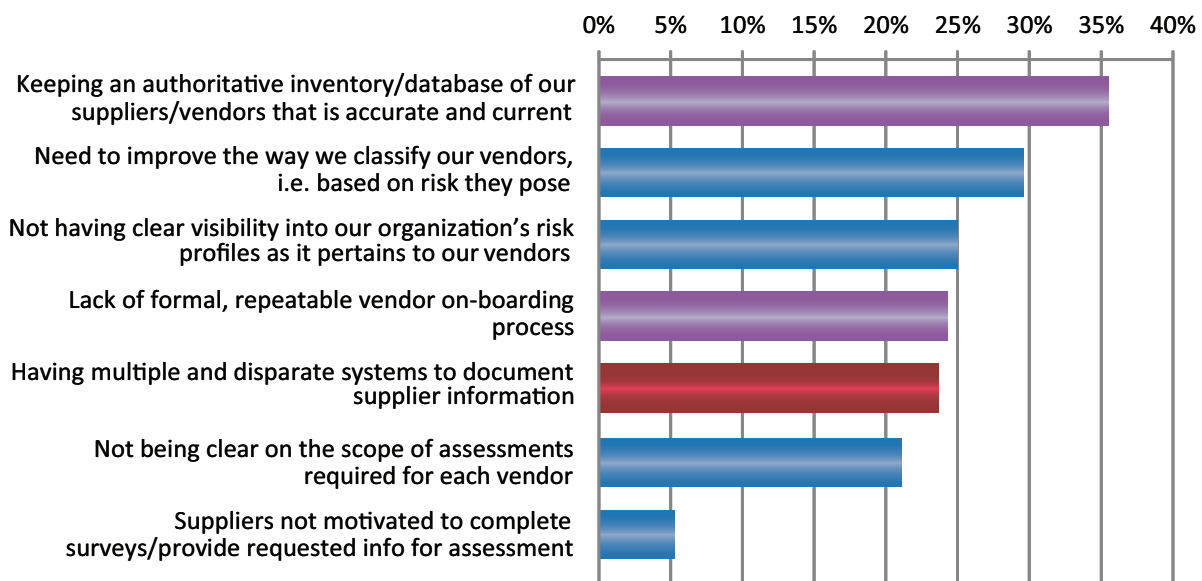 0% 5% 10% 15% 20% 25% 30% 35% 40%
Keeping an authoritative inventory/database of our
suppliers/vendors that is accurate and current
Need to improve the way we classify our vendors,
i.e. based on risk they pose
Not having clear visibility into our organization’s risk
profiles as it pertains to our vendors
Lack of formal, repeatable vendor on-boarding
process
Having multiple and disparate systems to document
supplier information
Not being clear on the scope of assessments
required for each vendor
Suppliers not motivated to complete
surveys/provide requested info for assessment